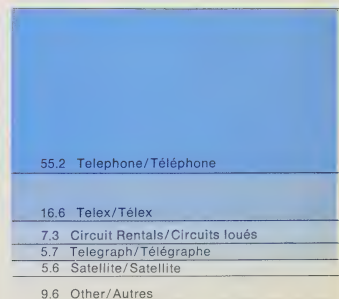 55.2 Telephone/Téléphone
16.6 Telex/Télex
7.3 Circuit Rentals/Circuits loués
5.7 Telegraph/Télégraphe
5.6 Satellite/Satellite
9.6 Other/Autres